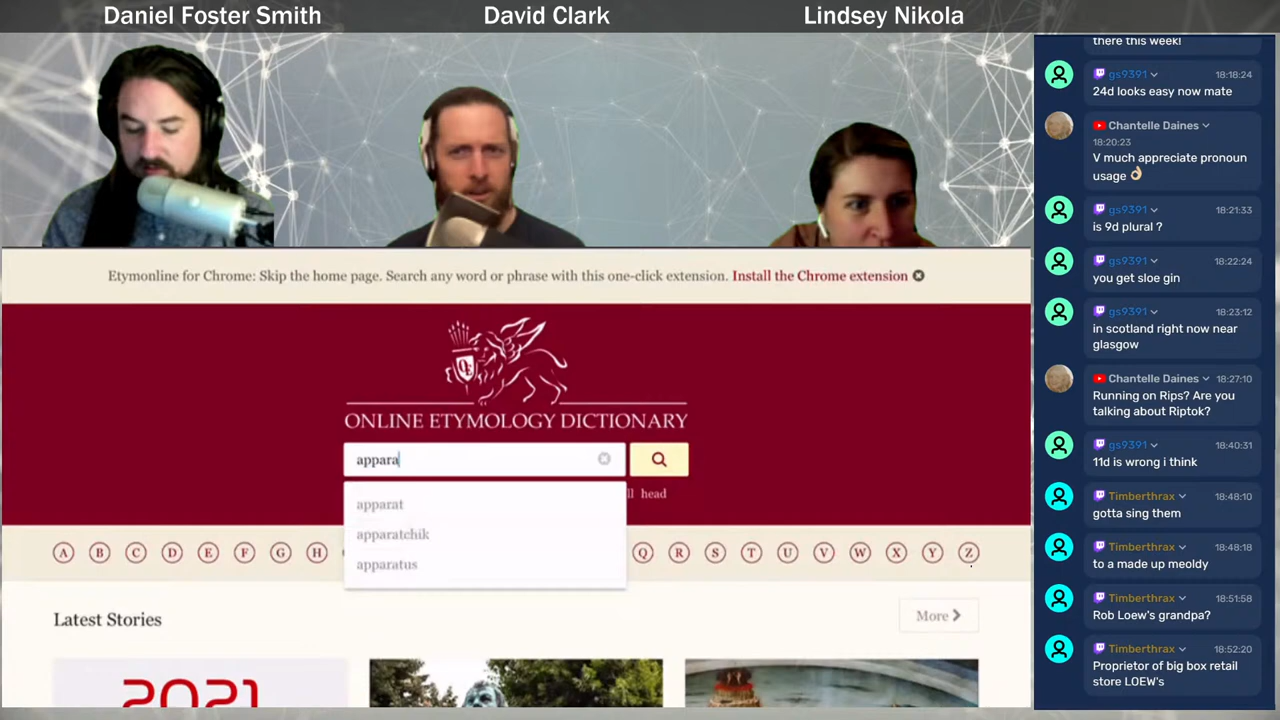 Daniel Foster Smith
David Clark
Lindsey Nikola
Etymonline for Chrome: Skip the home page. Search any word or phrase with this one-click extension. Install the Chrome extension
OE
ONLINE ETYMOLOGY DICTIONARY
appara
ll head
apparat
apparatchik
apparatus
A B C D E F G H Q R S T U V W X Y Z
Latest Stories
More
2021
there this week!
gs9391 18:18:24
24d looks easy now mate
Chantelle Daines
18:20:23
V much appreciate pronoun
usage 👌🏼
gs9391 18:21:33
is 9d plural ?
gs9391 18:22:24
you get sloe gin
gs9391 18:23:12
in scotland right now near
glasgow
Chantelle Daines 18:27:10
Running on Rips? Are you
talking about Riptok?
gs9391 18:40:31
11d is wrong i think
Timberthrax 18:48:10
gotta sing them
Timberthrax 18:48:18
to a made up meoldy
Timberthrax 18:51:58
Rob Loew's grandpa?
Timberthrax 18:52:20
Proprietor of big box retail
store LOEW's